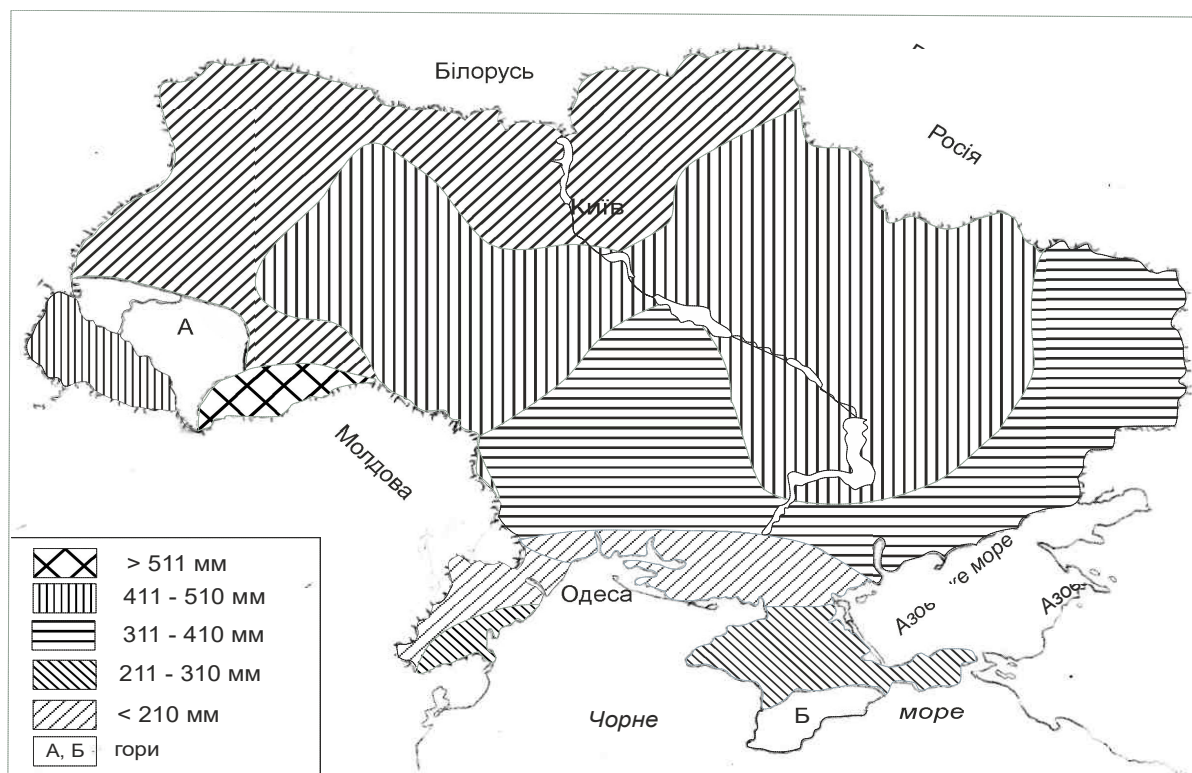 Білорусь
Росія
Київ
А
Молдова
> 511 мм
411 - 510 мм
311 - 410 мм
211 - 310 мм
< 210 мм
А, Б гори
Одеса
море
Чорне
море
Б